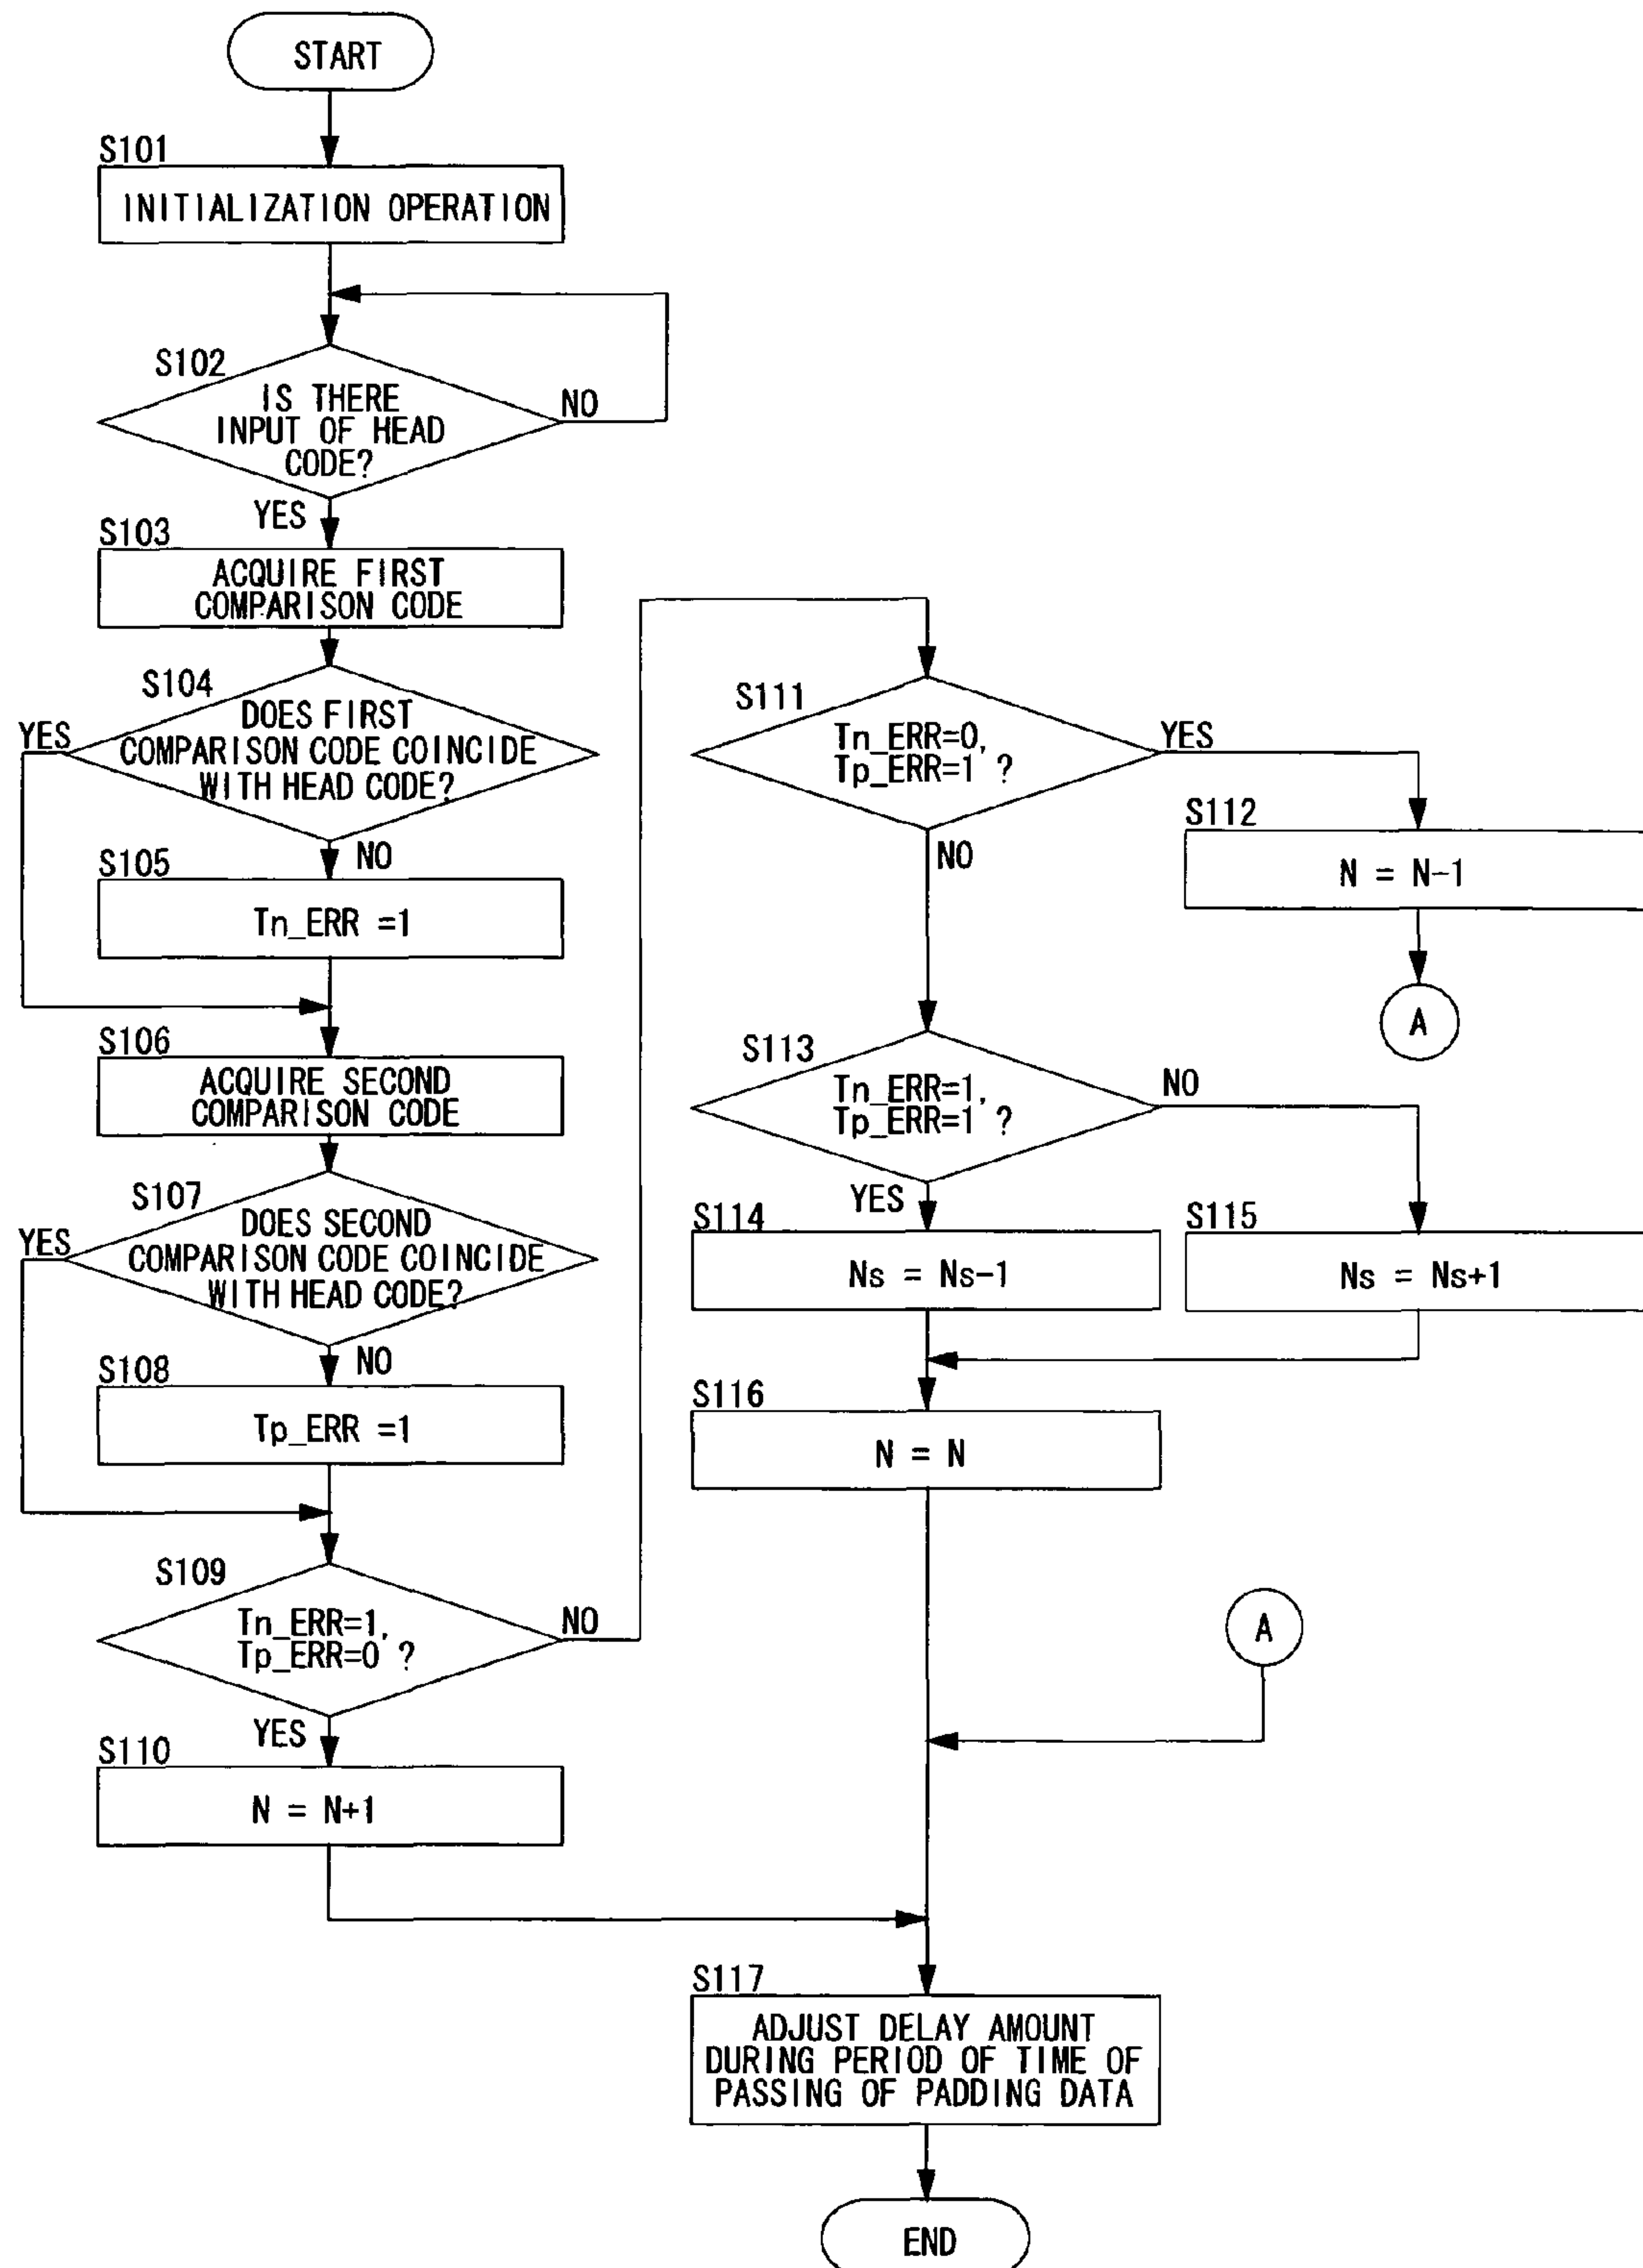 START
S101
INITIALIZATION OPERATION
S102
IS THERE
INPUT OF HEAD
CODE?
NO
YES
S103
ACQUIRE FIRST
COMPARISON CODE
S104
DOES FIRST
COMPARISON CODE COINCIDE
WITH HEAD CODE?
YES
NO
S105
Tn_ERR =1
S106
ACQUIRE SECOND
COMPARISON CODE
S107
DOES SECOND
COMPARISON CODE COINCIDE
WITH HEAD CODE?
YES
NO
S108
Tp_ERR =1
S109
Tn_ERR=1,
Tp_ERR=0 ?
NO
YES
S110
N = N+1
S111
Tn_ERR=0,
Tp_ERR=1 ?
YES
NO
S112
N = N-1
A
S113
Tn_ERR=1,
Tp_ERR=1 ?
NO
YES
S114
Ns = Ns-1
S115
Ns = Ns+1
S116
N = N
A
S117
ADJUST DELAY AMOUNT
DURING PERIOD OF TIME OF
PASSING OF PADDING DATA
END